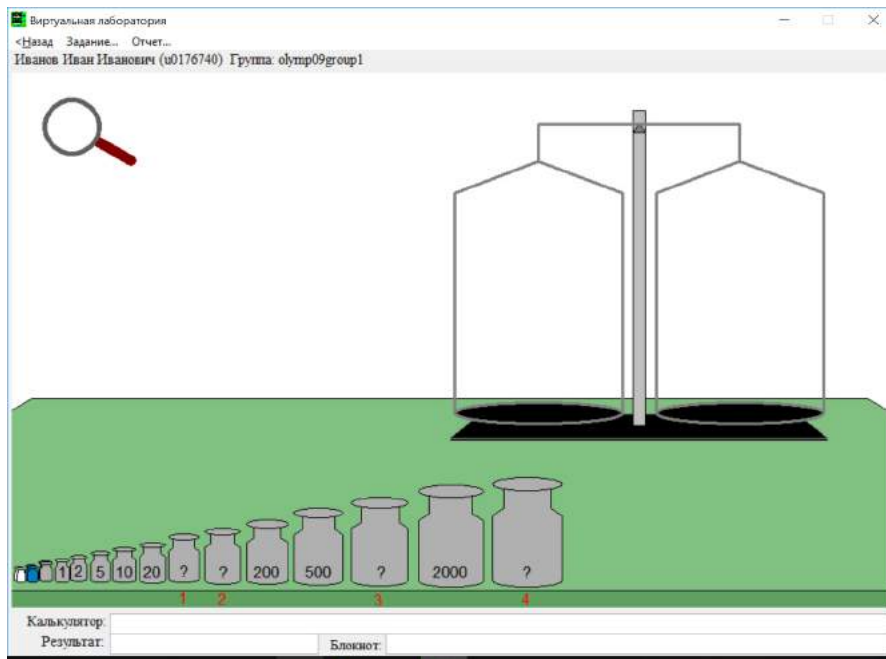 Виртуальная лаборатория
<Назад Задание... Отчет...
Иванов Иван Иванович (u0176740) Группа: olymp09group1
1 2 5 10 20 ? ? 200 500 ? 2000 ?
1 2 3 4
Калькулятор:
Результат: Блокнот: